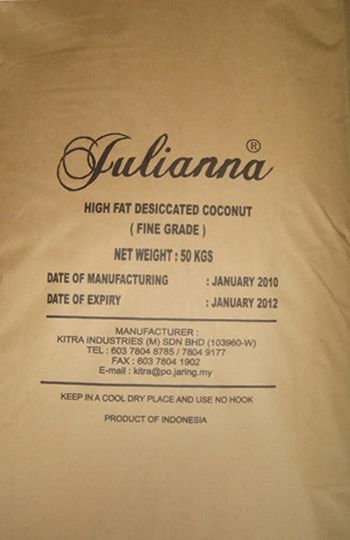 Julianna ®
HIGH FAT DESICCATED COCONUT
( FINE GRADE )
NET WEIGHT : 50 KGS
DATE OF MANUFACTURING : JANUARY 2010
DATE OF EXPIRY : JANUARY 2012
MANUFACTURER :
KITRA INDUSTRIES (M) SDN BHD (103960-W)
TEL : 603 7804 8785 / 7804 9177
FAX : 603 7804 1902
E-mail : kitra@po.jaring.my
KEEP IN A COOL DRY PLACE AND USE NO HOOK
PRODUCT OF INDONESIA